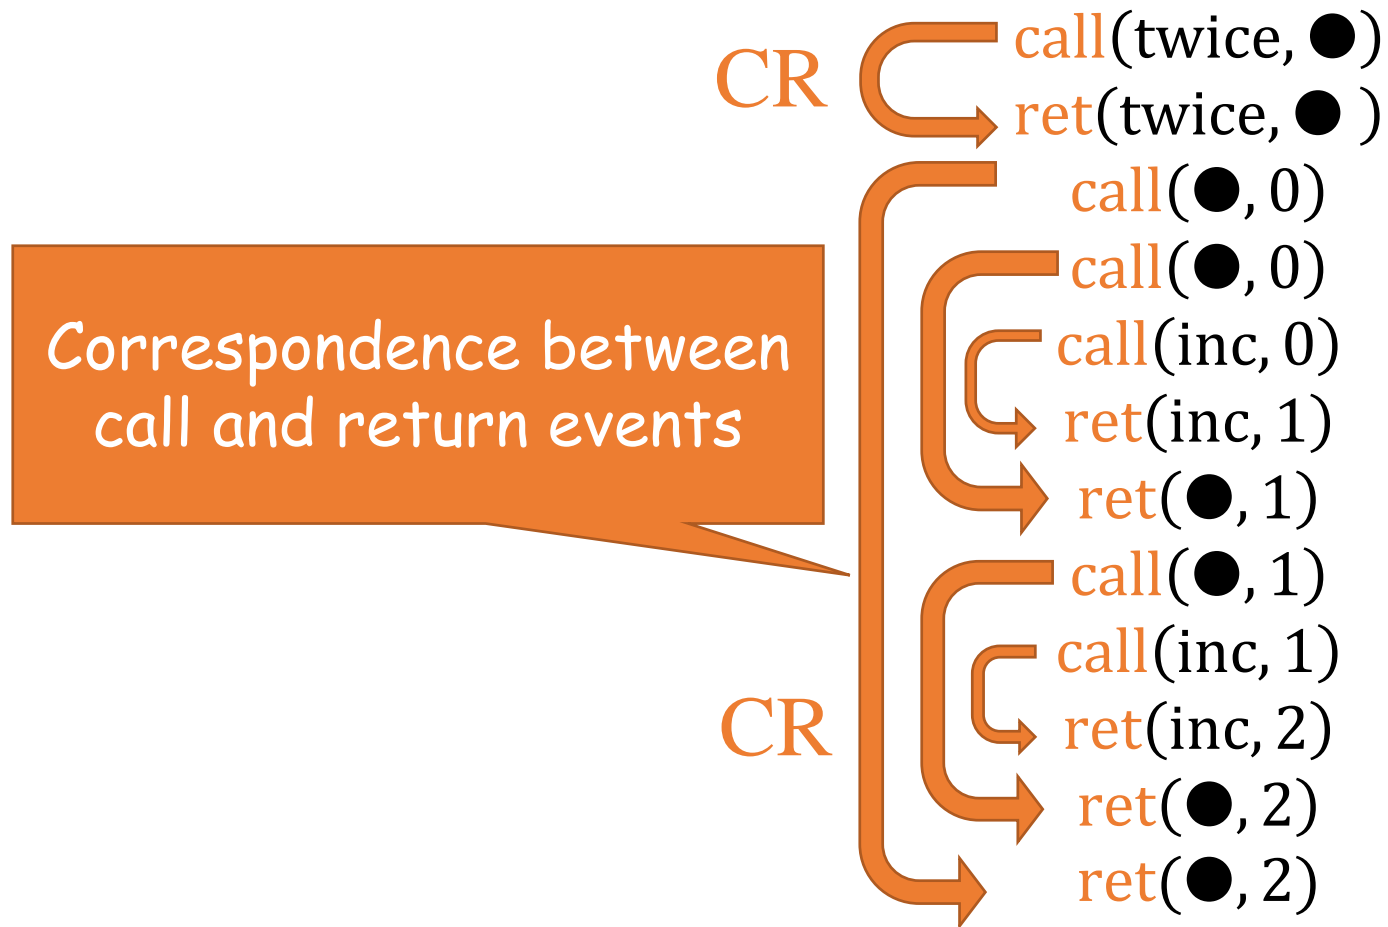 CR
call(twice, ●)
ret(twice, ● )
call(●, 0)
call(●, 0)
Correspondence between
call and return events
call(inc, 0)
ret(inc, 1)
ret(●, 1)
call(●, 1)
call(inc, 1)
CR
ret(inc, 2)
ret(●, 2)
ret(●, 2)